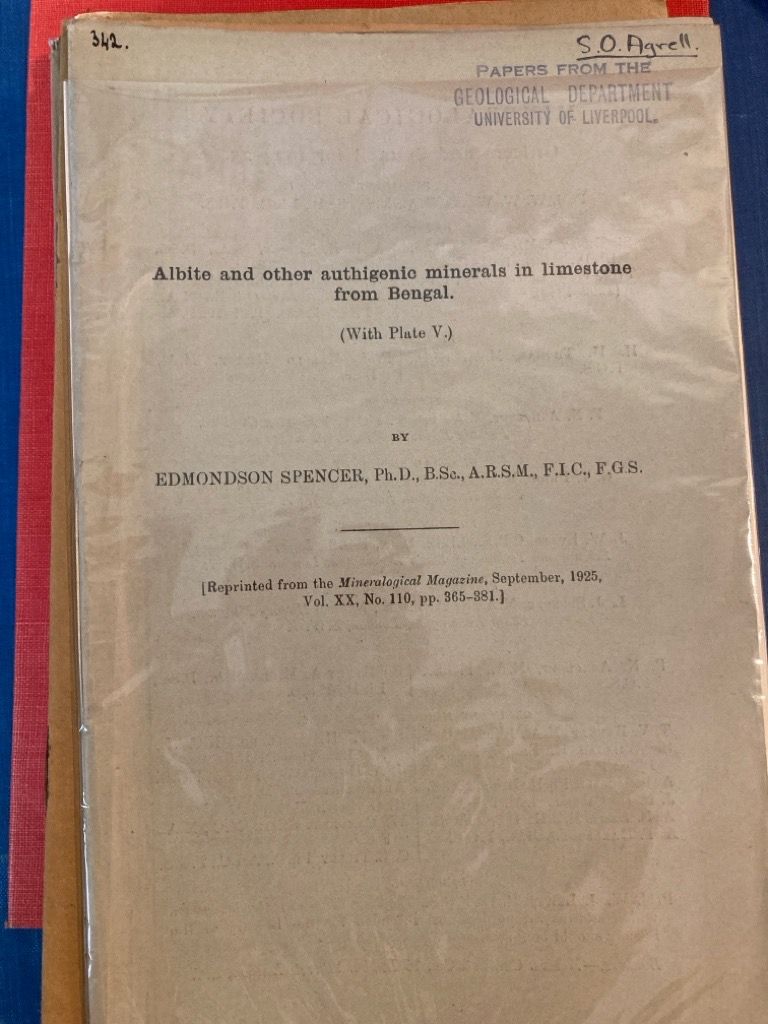 342.
S.O. Agrell.
PAPERS FROM THE
GEOLOGICAL DEPARTMENT
UNIVERSITY OF LIVERPOOL.
Albite and other authigenic minerals in limestone
from Bengal.
(With Plate V.)
BY
EDMONDSON SPENCER, Ph.D., B.Sc., A.R.S.M., F.I.C., F.G.S.
[Reprinted from the Mineralogical Magazine, September, 1925,
Vol. XX, No. 110, pp. 365–381.]